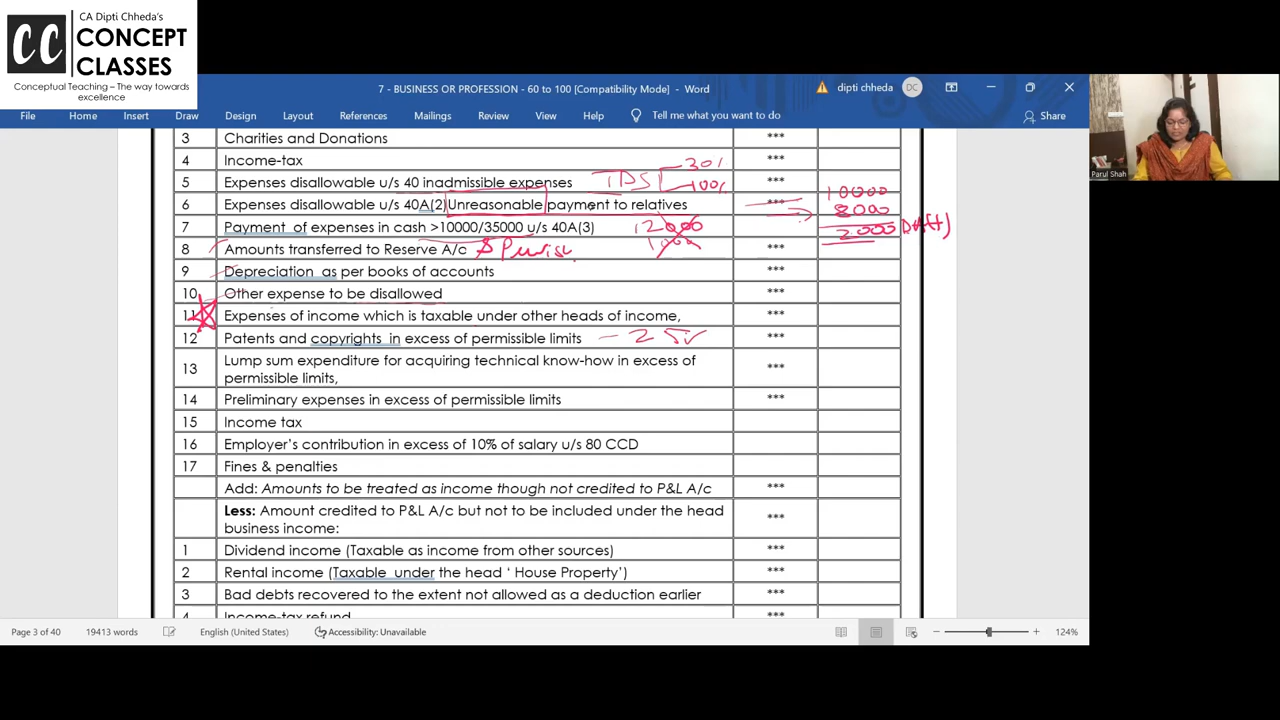 CA Dipti Chheda's
CC CONCEPT
CLASSES
Conceptual Teaching – The way towards
excellence
7 - BUSINESS OR PROFESSION - 60 to 100 [Compatibility Mode] - Word
dipti chheda DC
File Home Insert Draw Design Layout References Mailings Review View Help Tell me what you want to do Share
Parul Shah
3 Charities and Donations ***
4 Income-tax *** 30%
5 Expenses disallowable u/s 40 inadmissible expenses TDS *** 100%
10000
6 Expenses disallowable u/s 40A(2) Unreasonable payment to relatives *** 8000
7 Payment of expenses in cash >10000/35000 u/s 40A(3) 12000 *** 2000
8 Amounts transferred to Reserve A/c ***
9 Depreciation as per books of accounts ***
10 Other expense to be disallowed ***
11 Expenses of income which is taxable under other heads of income, ***
12 Patents and copyrights in excess of permissible limits ***
13 Lump sum expenditure for acquiring technical know-how in excess of
permissible limits, ***
14 Preliminary expenses in excess of permissible limits ***
15 Income tax
16 Employer's contribution in excess of 10% of salary u/s 80 CCD
17 Fines & penalties
Add: Amounts to be treated as income though not credited to P&L A/c ***
Less: Amount credited to P&L A/c but not to be included under the head
business income: ***
1 Dividend income (Taxable as income from other sources) ***
2 Rental income (Taxable under the head ' House Property') ***
3 Bad debts recovered to the extent not allowed as a deduction earlier ***
4 Income-tax refund ***
Page 3 of 40 19413 words English (United States) Accessibility: Unavailable 124%